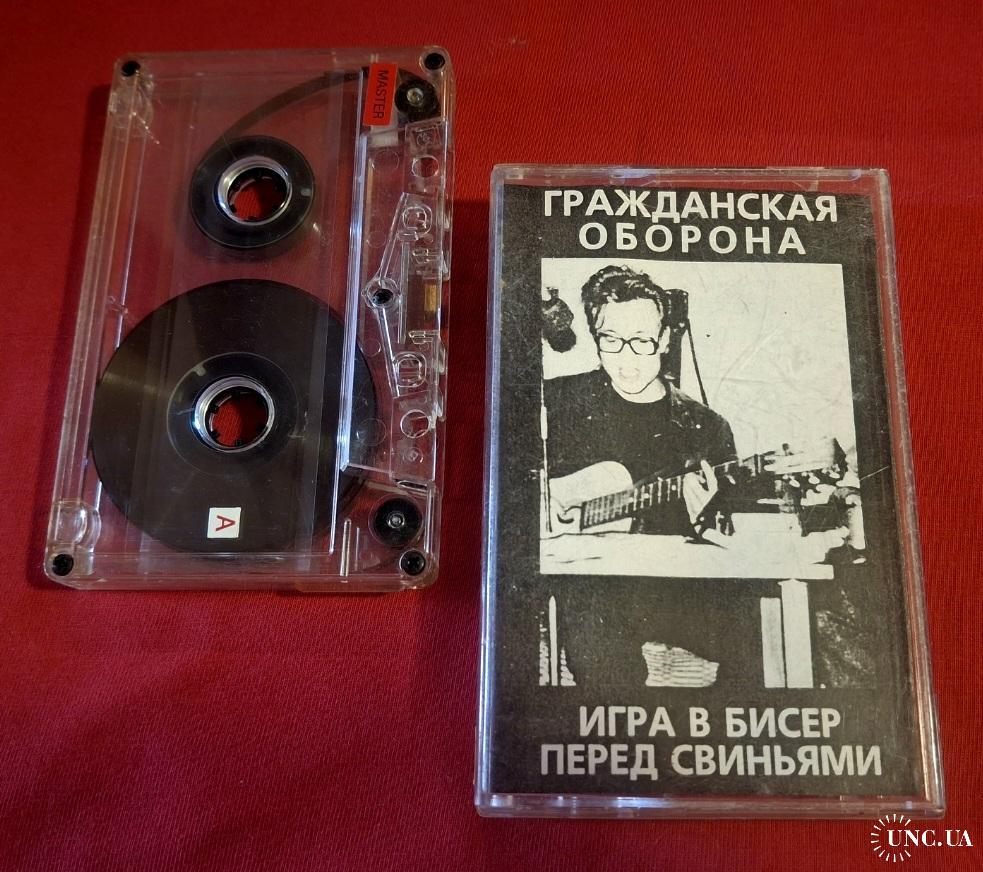 MASTER
A
ГРАЖДАНСКАЯ
ОБОРОНА
ИГРА В БИСЕР
ПЕРЕД СВИНЬЯМИ
UNC.UA